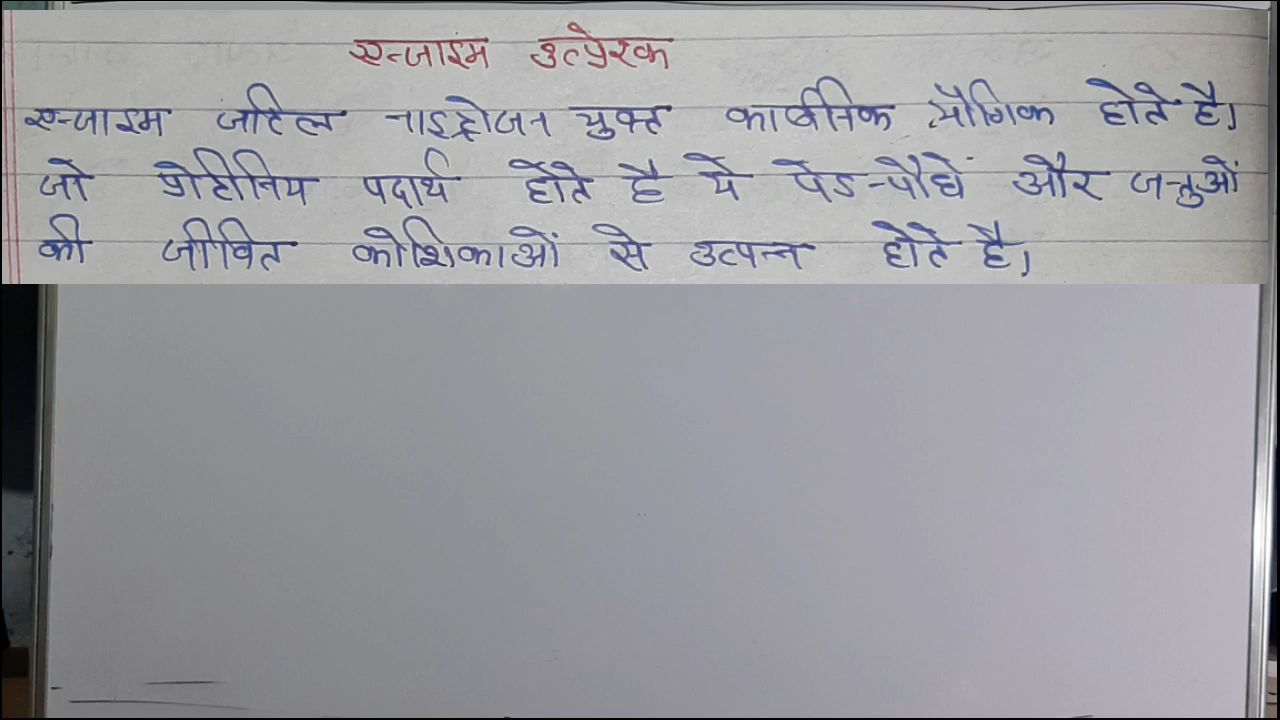 एन्जाइम उत्प्रेरक
एन्जाइम जटिल नाइट्रोजन युक्त कार्बनिक यौगिक होते है।
जो प्रोटीनिय पदार्थ होते है ये पेड-पौधें और जन्तुओं
की जीवित कोशिकाओं से उत्पन्न होते है।